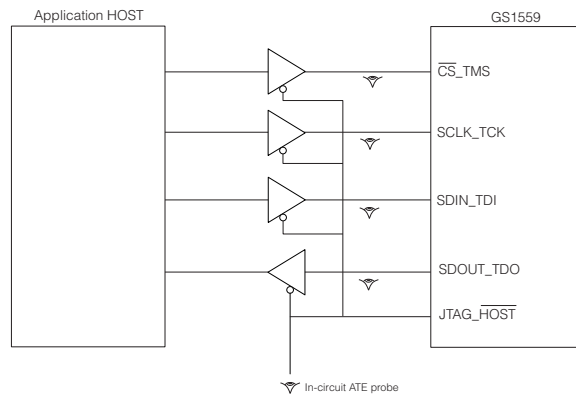 Application HOST
GS1559
CS_TMS
SCLK_TCK
SDIN_TDI
SDOUT_TDO
JTAG_HOST
In-circuit ATE probe